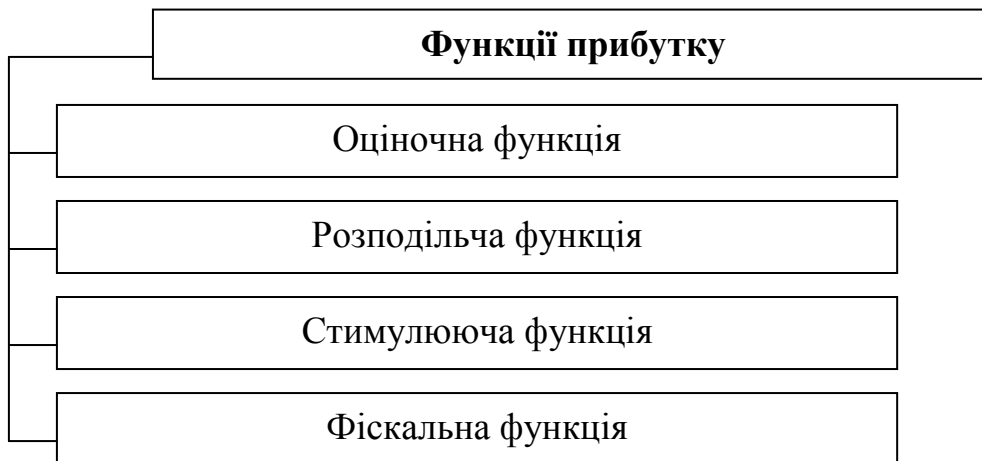 Функції прибутку
Оціночна функція
Розподільча функція
Стимулююча функція
Фіскальна функція